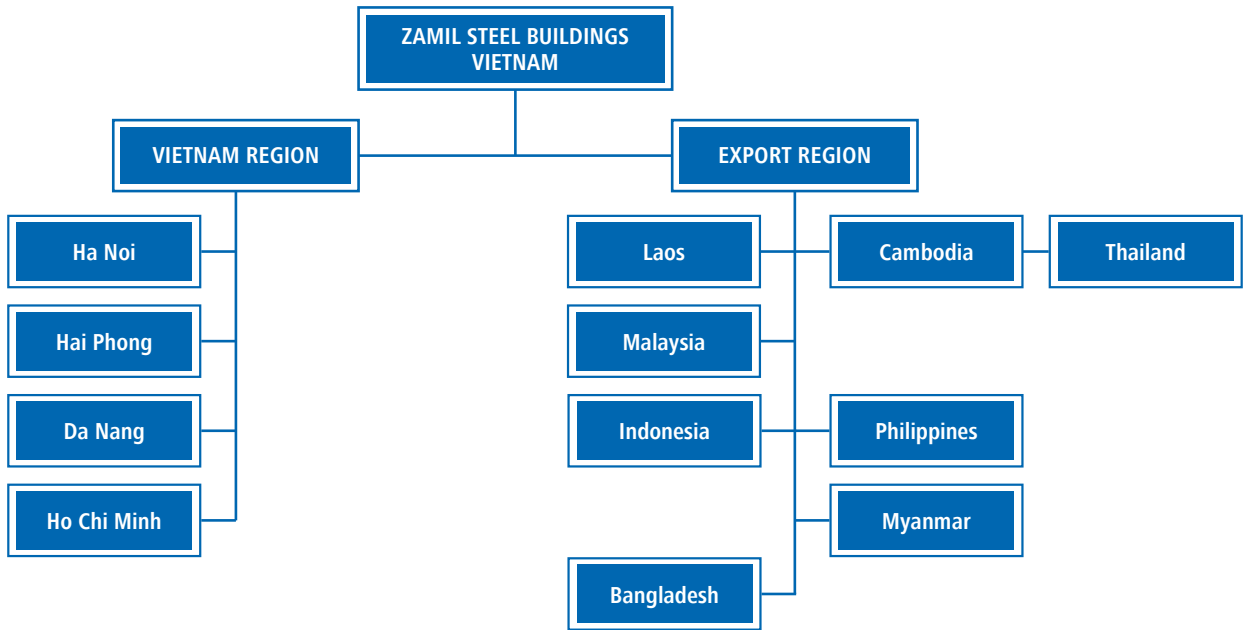 ZAMIL STEEL BUILDINGS
VIETNAM
VIETNAM REGION
EXPORT REGION
Ha Noi
Hai Phong
Da Nang
Ho Chi Minh
Laos
Cambodia
Thailand
Malaysia
Indonesia
Philippines
Myanmar
Bangladesh